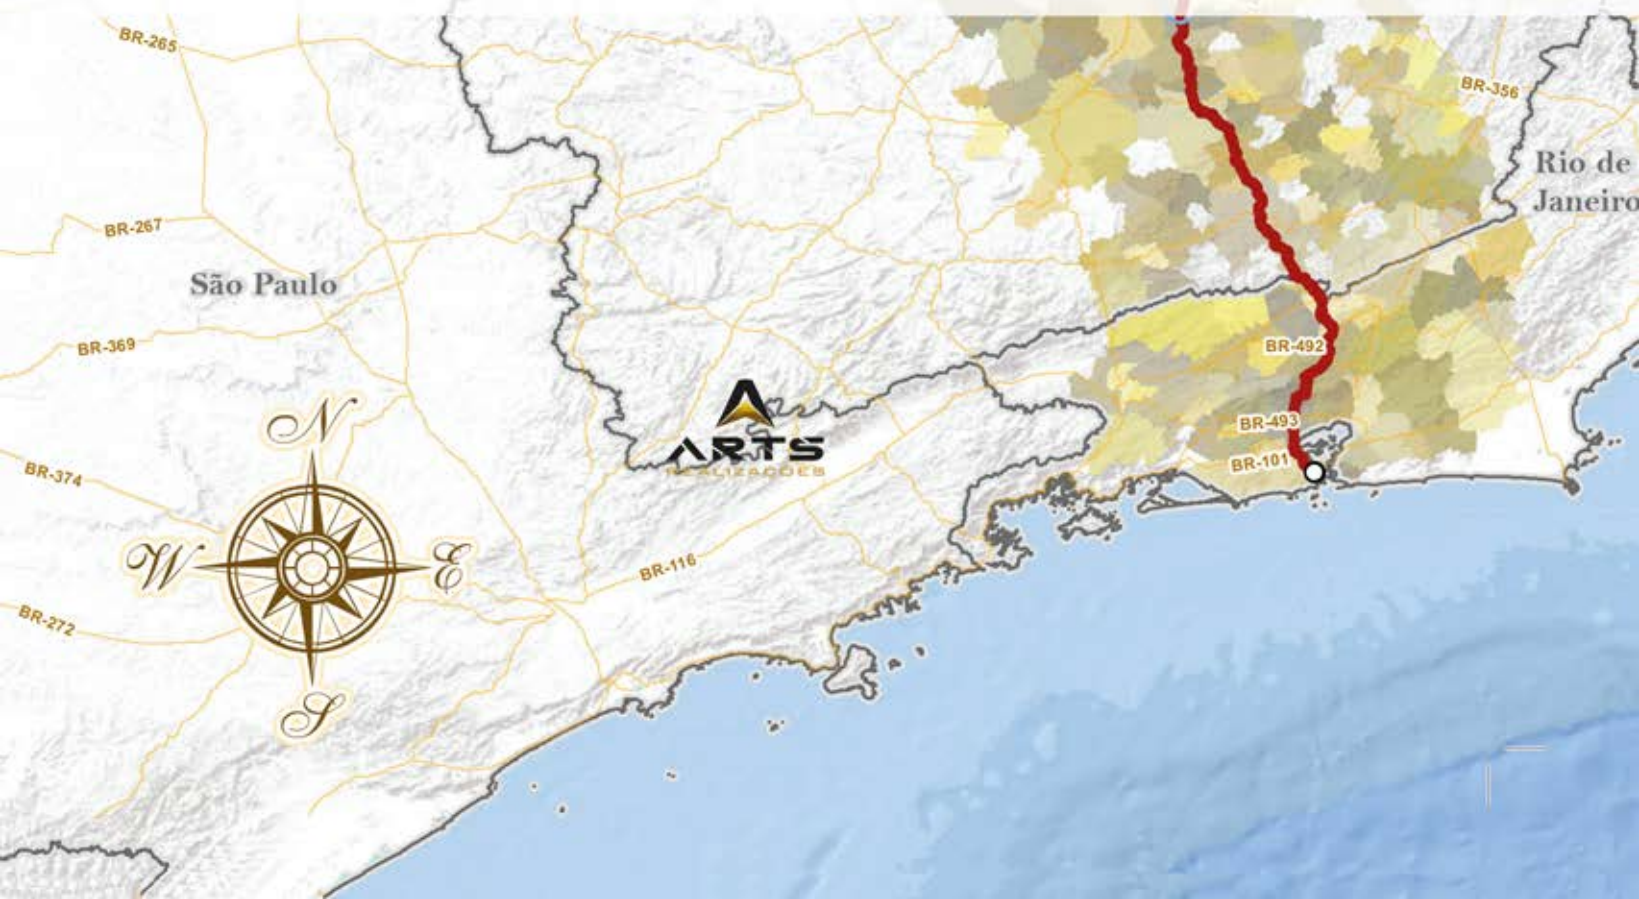 BR-265
BR-356
Rio de
Janeiro
BR-267
São Paulo
BR-369
BR-492
N
ARTS
REALIZAÇÕES
BR-493
BR-101
BR-374
W
E
BR-116
BR-272
S